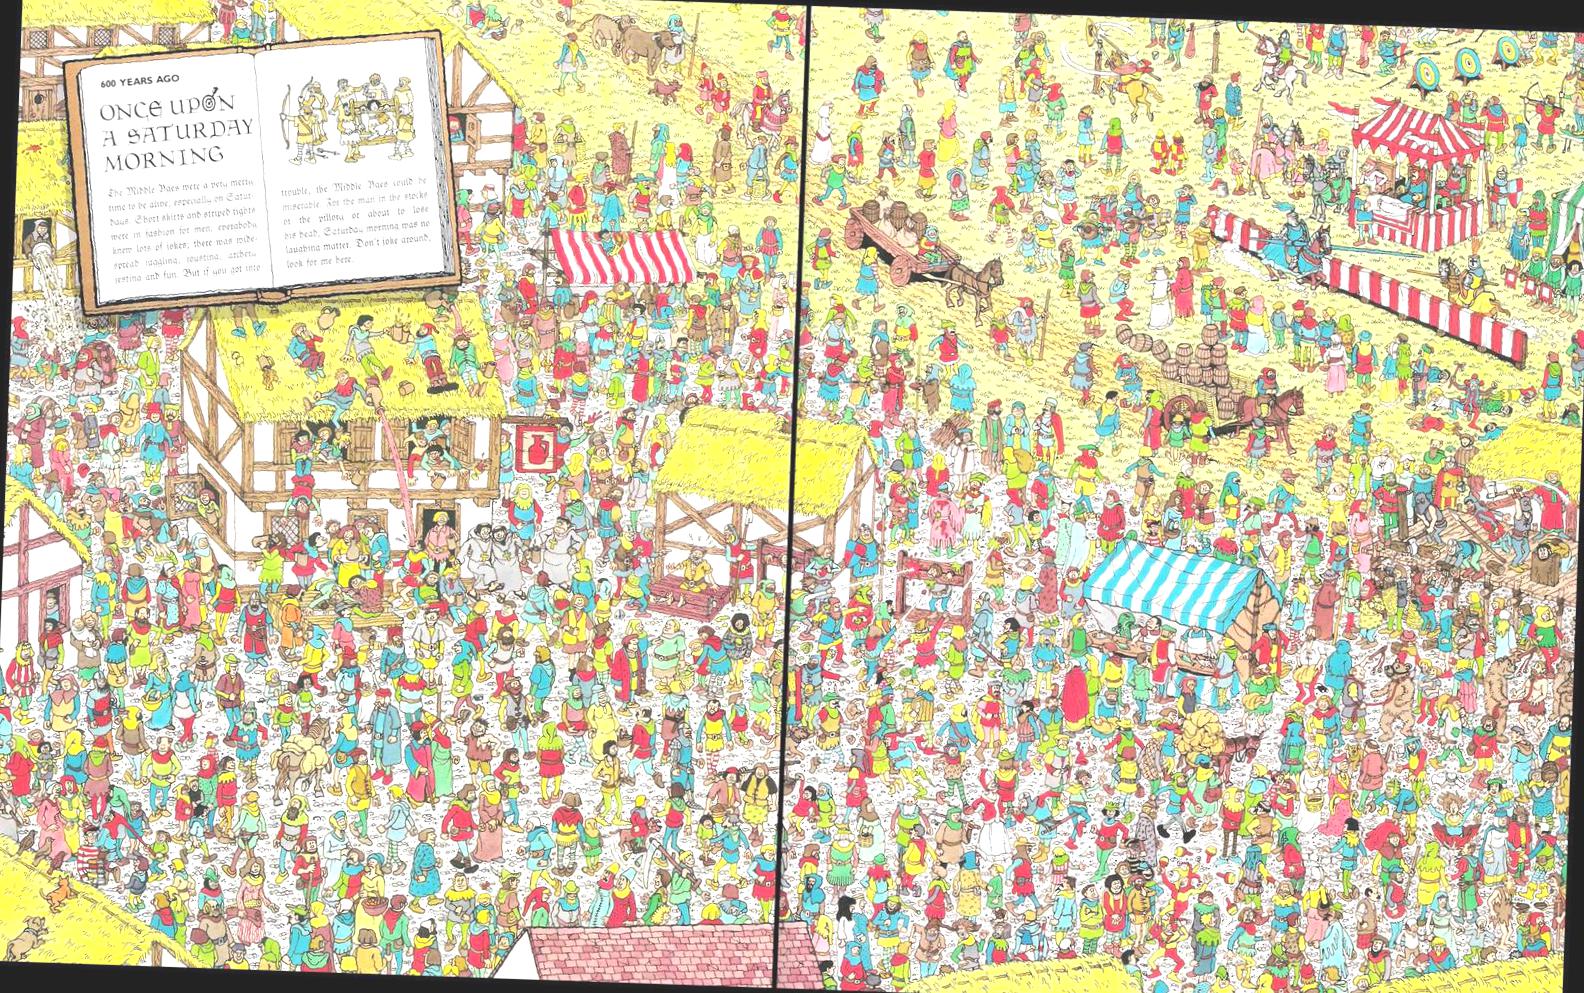 600 YEARS AGO
ONCE UPON
A SATURDAY
MORNING
The Middle Ages were a very merry
time to be alive, especially on Satur-
days. Short skirts and striped tights
were in fashion for men; everybody
knew lots of jokes; there was wide-
spread juggling, jousting, archery,
jesting and fun. But if you got into
trouble, the Middle Ages could be
miserable. For the man in the stocks
or the pillory or about to lose
his head, Saturday morning was no
laughing matter. Don't joke around,
look for me here.